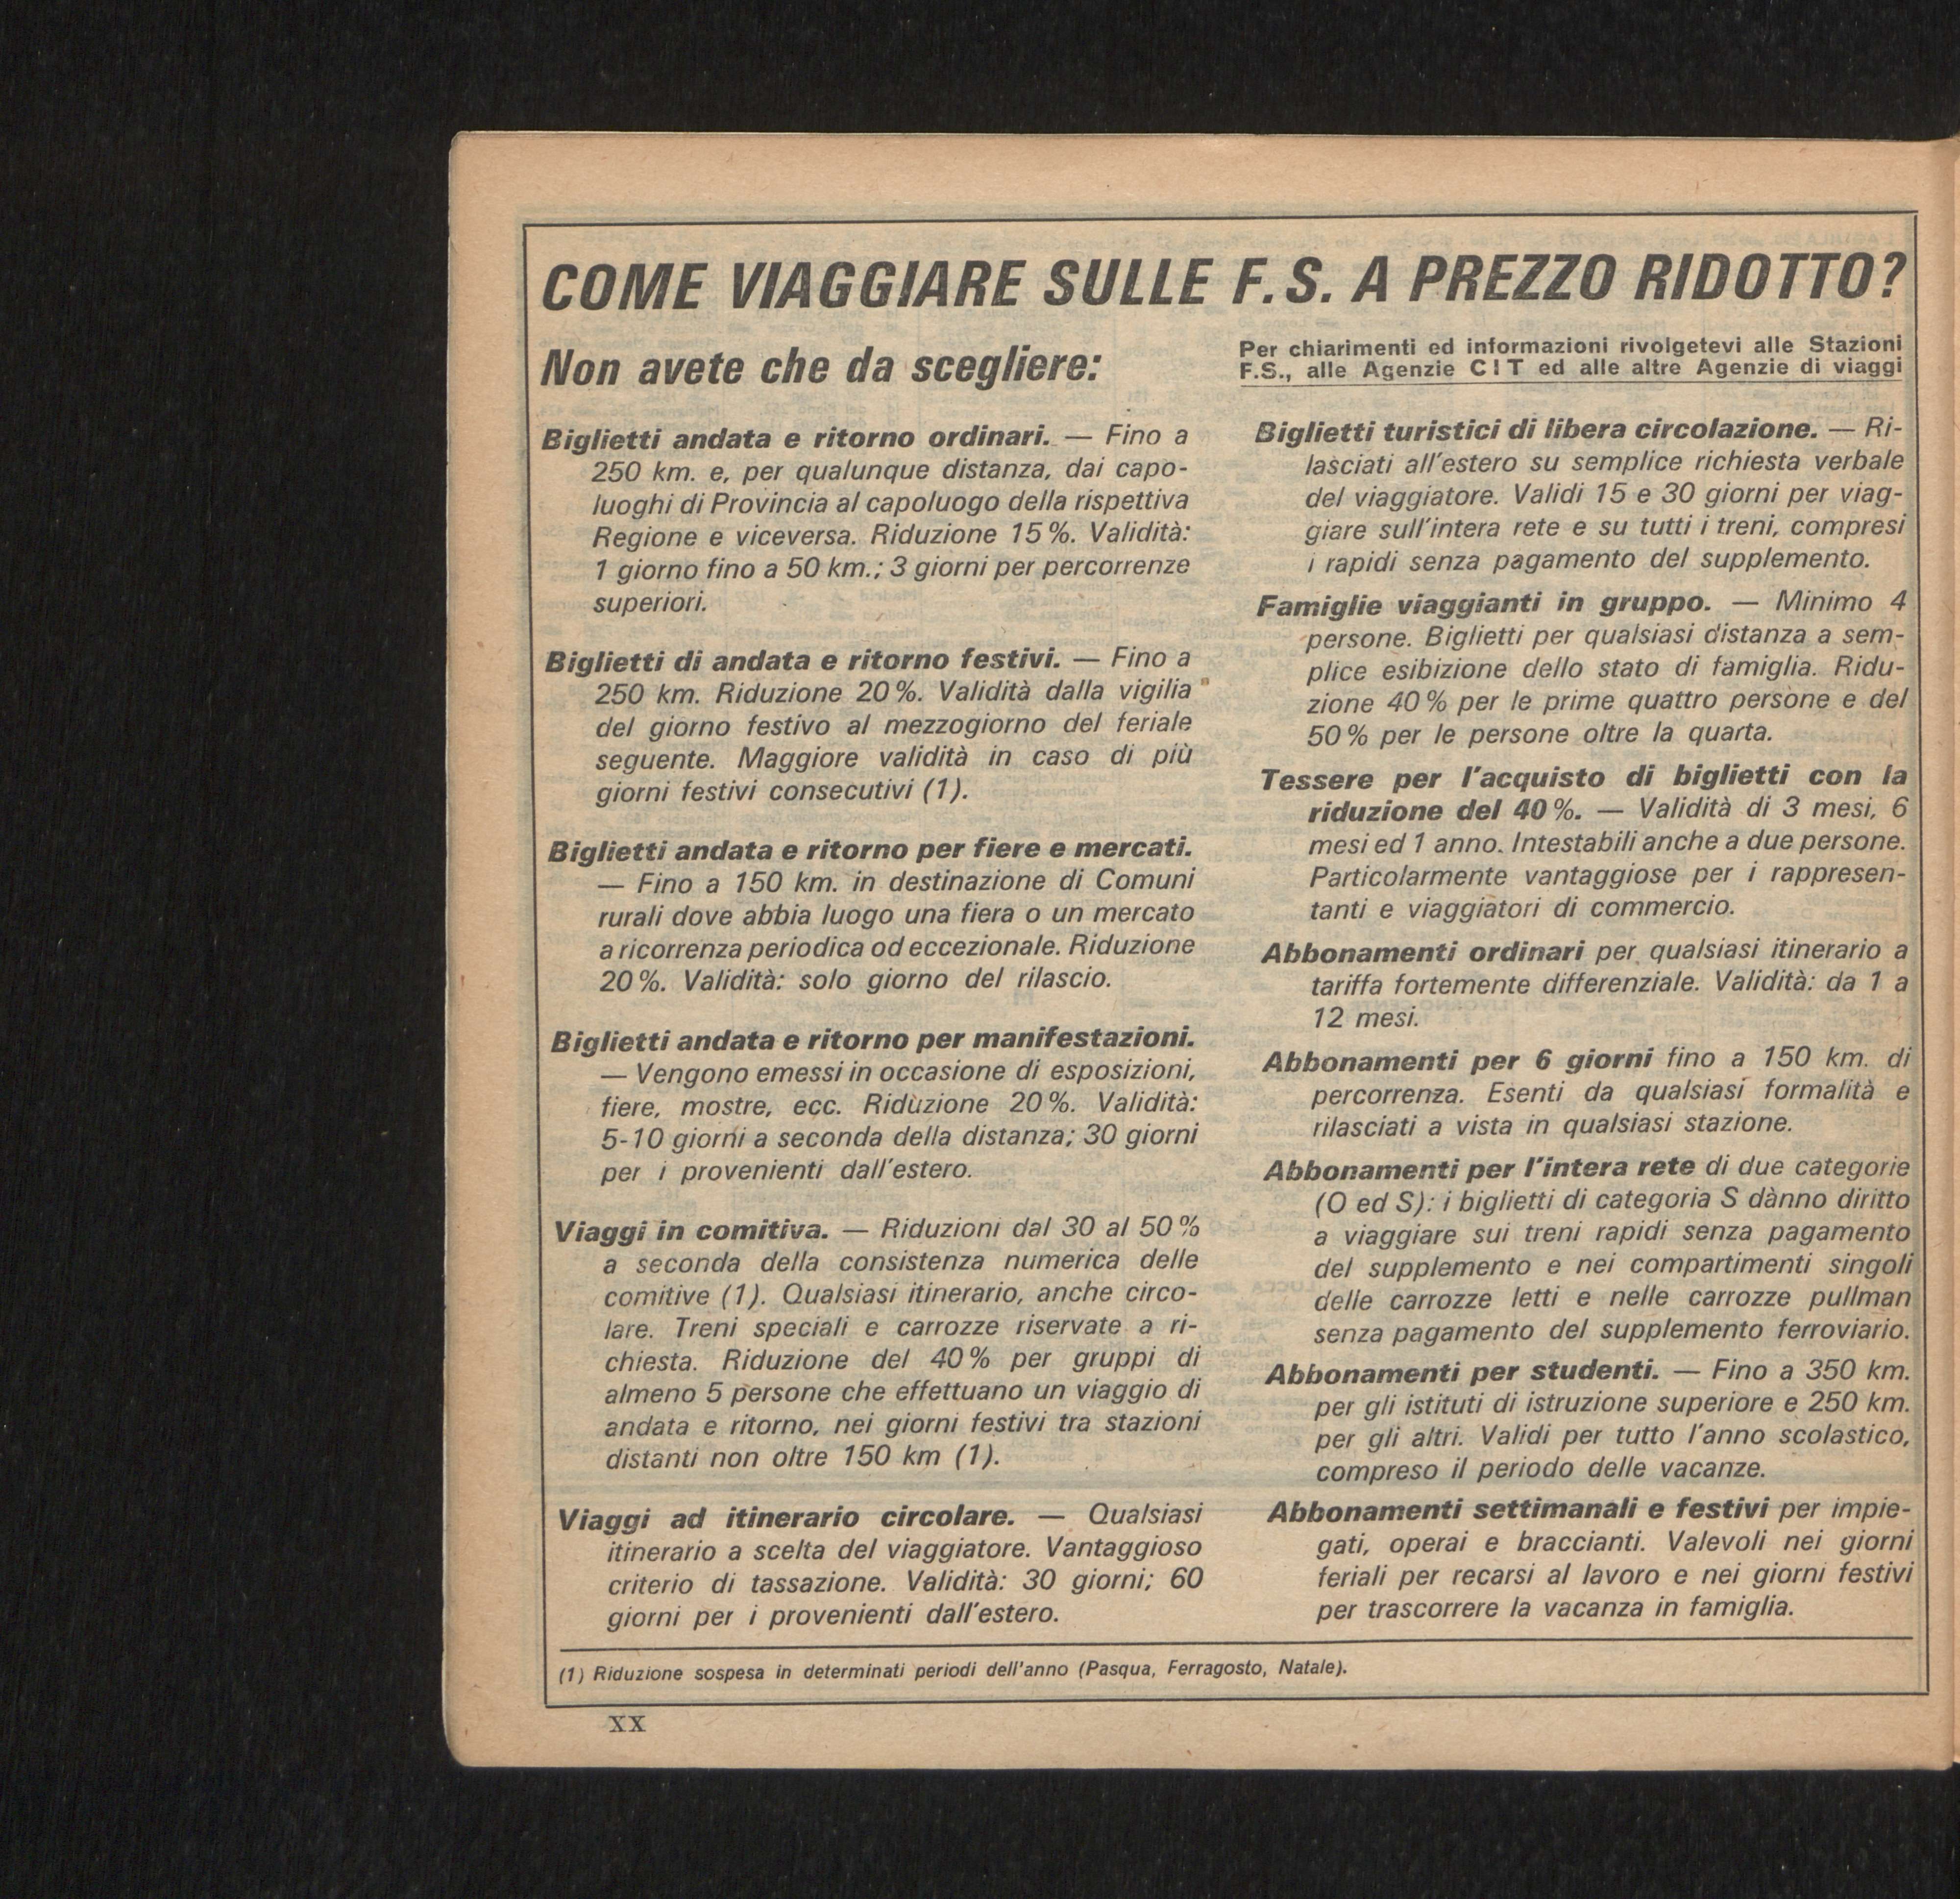 COME VIAGGIARE SULLE F.S. A PREZZO RIDOTTO?
Non avete che da scegliere:
Per chiarimenti ed informazioni rivolgetevi alle Stazioni
F.S., alle Agenzie CIT ed alle altre Agenzie di viaggi
Biglietti andata e ritorno ordinari. — Fino a
250 km. e, per qualunque distanza, dai capo-
luoghi di Provincia al capoluogo della rispettiva
Regione e viceversa. Riduzione 15%. Validità:
1 giorno fino a 50 km.; 3 giorni per percorrenze
superiori.
Biglietti di andata e ritorno festivi. — Fino a
250 km. Riduzione 20%. Validità dalla vigilia
del giorno festivo al mezzogiorno del feriale
seguente. Maggiore validità in caso di più
giorni festivi consecutivi (1).
Biglietti andata e ritorno per fiere e mercati.
— Fino a 150 km. in destinazione di Comuni
rurali dove abbia luogo una fiera o un mercato
a ricorrenza periodica od eccezionale. Riduzione
20%. Validità: solo giorno del rilascio.
Biglietti andata e ritorno per manifestazioni.
— Vengono emessi in occasione di esposizioni,
fiere, mostre, ecc. Riduzione 20%. Validità:
5-10 giorni a seconda della distanza; 30 giorni
per i provenienti dall'estero.
Viaggi in comitiva. — Riduzioni dal 30 al 50%
a seconda della consistenza numerica delle
comitive (1). Qualsiasi itinerario, anche circo-
lare. Treni speciali e carrozze riservate a ri-
chiesta. Riduzione del 40% per gruppi di
almeno 5 persone che effettuano un viaggio di
andata e ritorno, nei giorni festivi tra stazioni
distanti non oltre 150 km (1).
Viaggi ad itinerario circolare. — Qualsiasi
itinerario a scelta del viaggiatore. Vantaggioso
criterio di tassazione. Validità: 30 giorni; 60
giorni per i provenienti dall'estero.
Biglietti turistici di libera circolazione. — Ri-
lasciati all'estero su semplice richiesta verbale
del viaggiatore. Validi 15 e 30 giorni per viag-
giare sull'intera rete e su tutti i treni, compresi
i rapidi senza pagamento del supplemento.
Famiglie viaggianti in gruppo. — Minimo 4
persone. Biglietti per qualsiasi distanza a sem-
plice esibizione dello stato di famiglia. Ridu-
zione 40% per le prime quattro persone e del
50% per le persone oltre la quarta.
Tessere per l'acquisto di biglietti con la
riduzione del 40%. — Validità di 3 mesi, 6
mesi ed 1 anno. Intestabili anche a due persone.
Particolarmente vantaggiose per i rappresen-
tanti e viaggiatori di commercio.
Abbonamenti ordinari per qualsiasi itinerario a
tariffa fortemente differenziale. Validità: da 1 a
12 mesi.
Abbonamenti per 6 giorni fino a 150 km. di
percorrenza. Esenti da qualsiasi formalità e
rilasciati a vista in qualsiasi stazione.
Abbonamenti per l'intera rete di due categorie
(O ed S): i biglietti di categoria S dànno diritto
a viaggiare sui treni rapidi senza pagamento
del supplemento e nei compartimenti singoli
delle carrozze letti e nelle carrozze pullman
senza pagamento del supplemento ferroviario.
Abbonamenti per studenti. — Fino a 350 km.
per gli istituti di istruzione superiore e 250 km.
per gli altri. Validi per tutto l'anno scolastico,
compreso il periodo delle vacanze.
Abbonamenti settimanali e festivi per impie-
gati, operai e braccianti. Valevoli nei giorni
feriali per recarsi al lavoro e nei giorni festivi
per trascorrere la vacanza in famiglia.
(1) Riduzione sospesa in determinati periodi dell'anno (Pasqua, Ferragosto, Natale).
XX